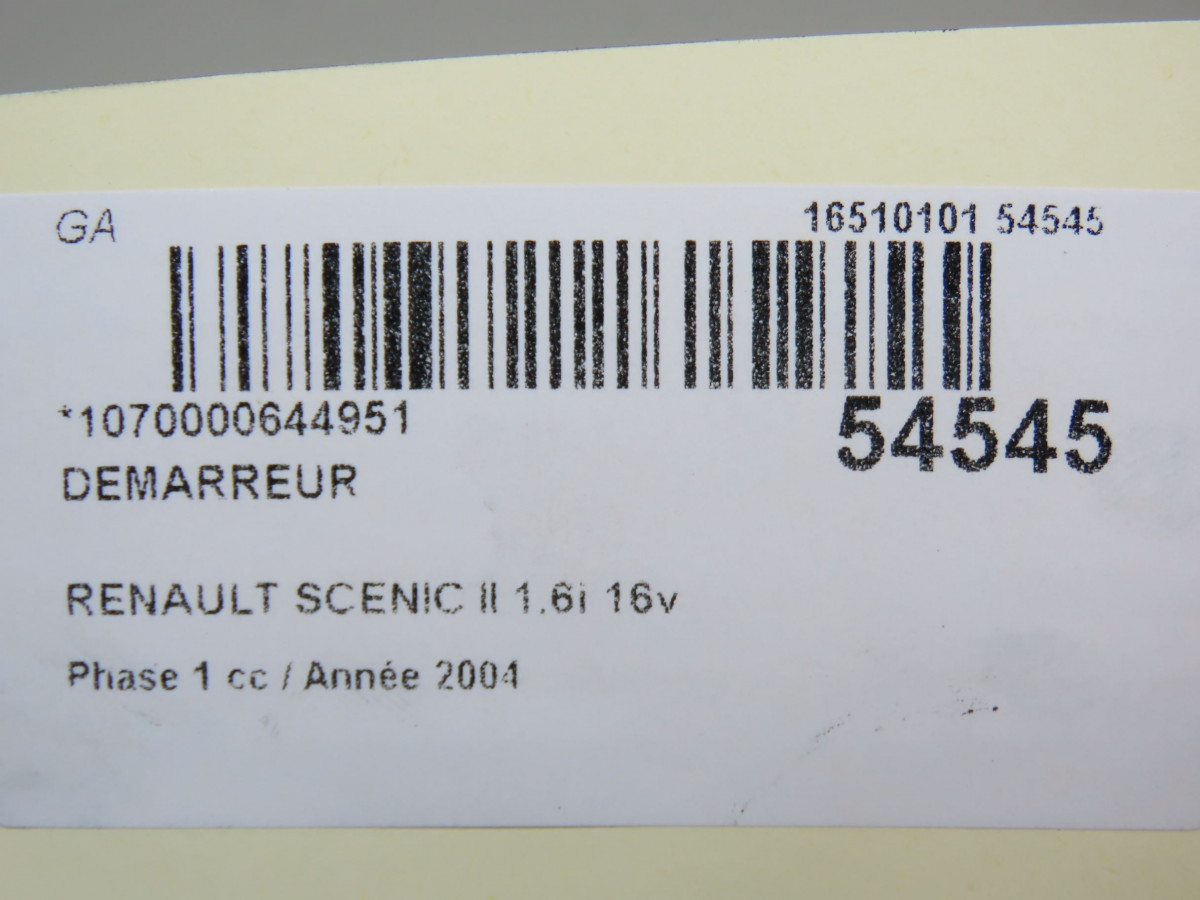 GA
16510101 54545
*1070000644951
54545
DEMARREUR
RENAULT SCENIC II 1.6i 16v
Phase 1 cc / Année 2004